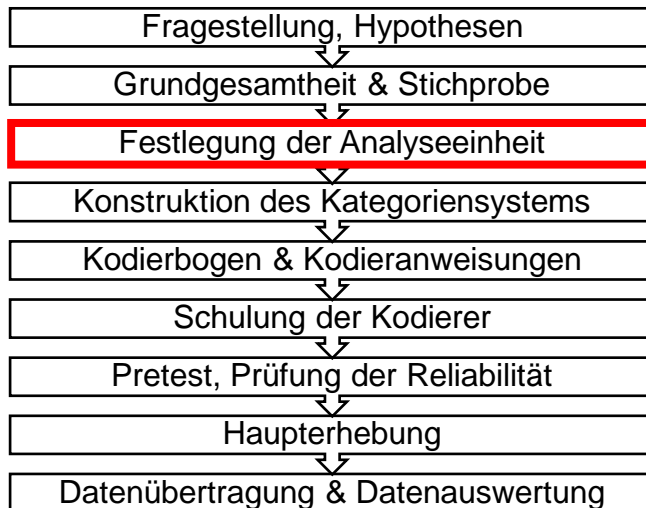 Fragestellung, Hypothesen
Grundgesamtheit & Stichprobe
Festlegung der Analyseeinheit
Konstruktion des Kategoriensystems
Kodierbogen & Kodieranweisungen
Schulung der Kodierer
Pretest, Prüfung der Reliabilität
Haupterhebung
Datenübertragung & Datenauswertung